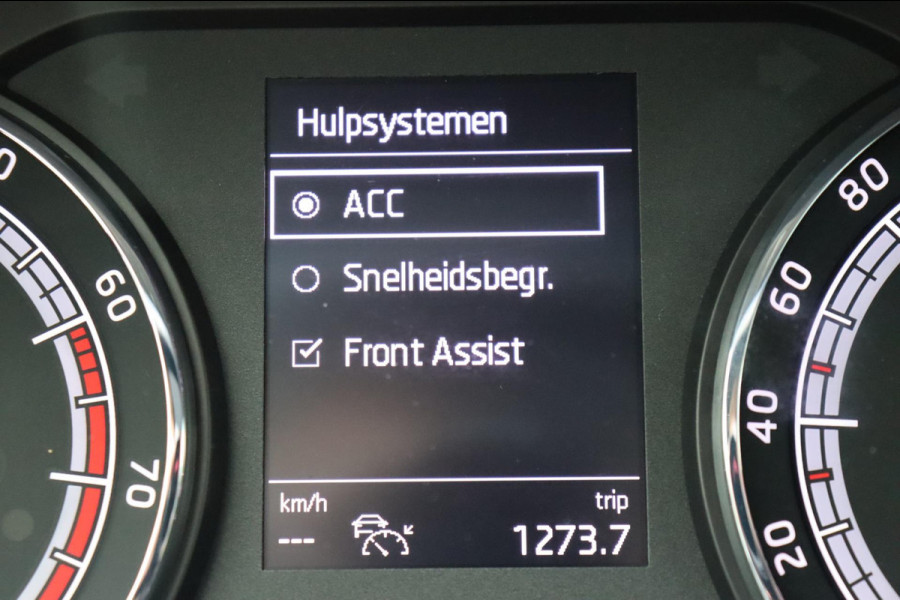 Hulpsystemen
ACC
Snelheidsbegr.
Front Assist
km/h
trip
---
1273.7
60
70
80
60
40
20